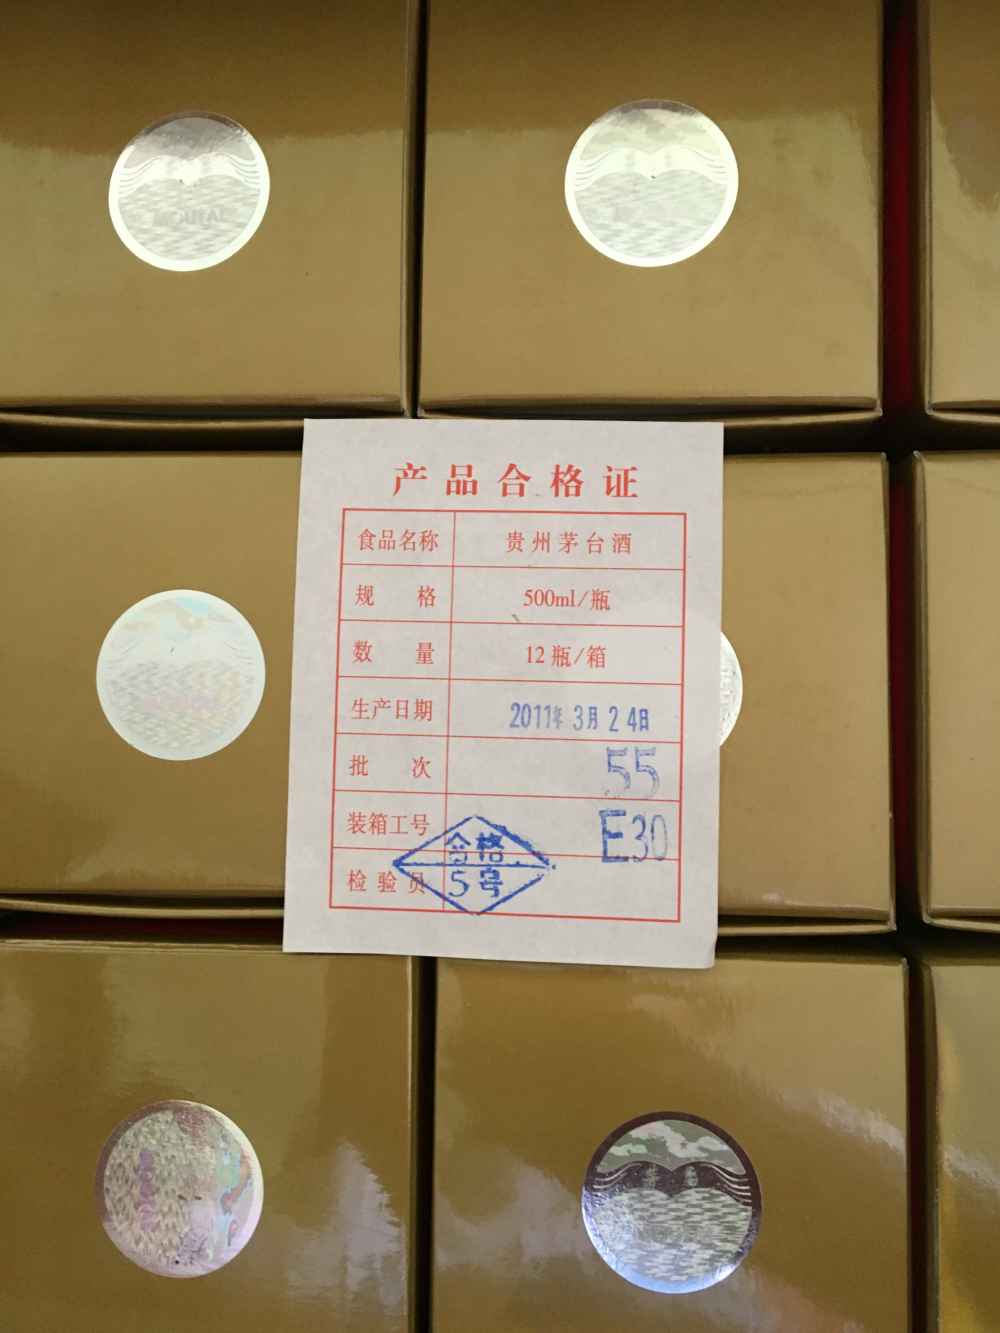 产品合格证
食品名称 贵州茅台酒
规格 500ml/瓶
数量 12瓶/箱
生产日期 2011年3月24日
批次 55
装箱工号 E30
检验员 合格
5号
茅台